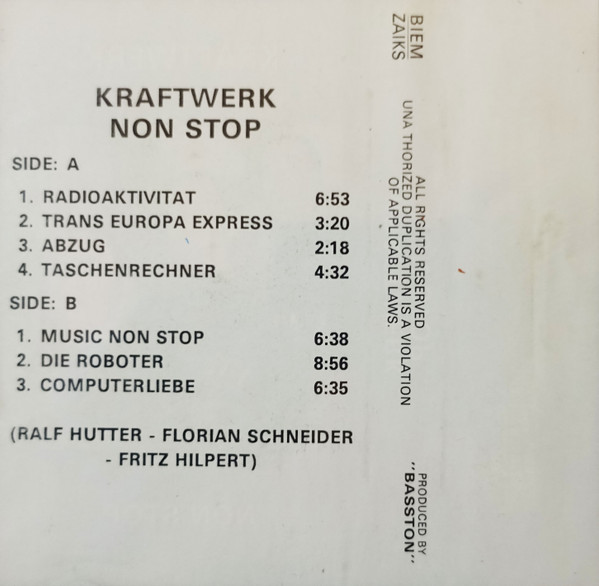 KRAFTWERK
NON STOP
SIDE: A
1. RADIOAKTIVITAT 6:53
2. TRANS EUROPA EXPRESS 3:20
3. ABZUG 2:18
4. TASCHENRECHNER 4:32
SIDE: B
1. MUSIC NON STOP 6:38
2. DIE ROBOTER 8:56
3. COMPUTERLIEBE 6:35
(RALF HUTTER - FLORIAN SCHNEIDER
- FRITZ HILPERT)
BIEM
ZAIKS
ALL RIGHTS RESERVED
UNA THORIZED DUPLICATION IS A VIOLATION
OF APPLICABLE LAWS.
PRODUCED BY
"BASSTON"